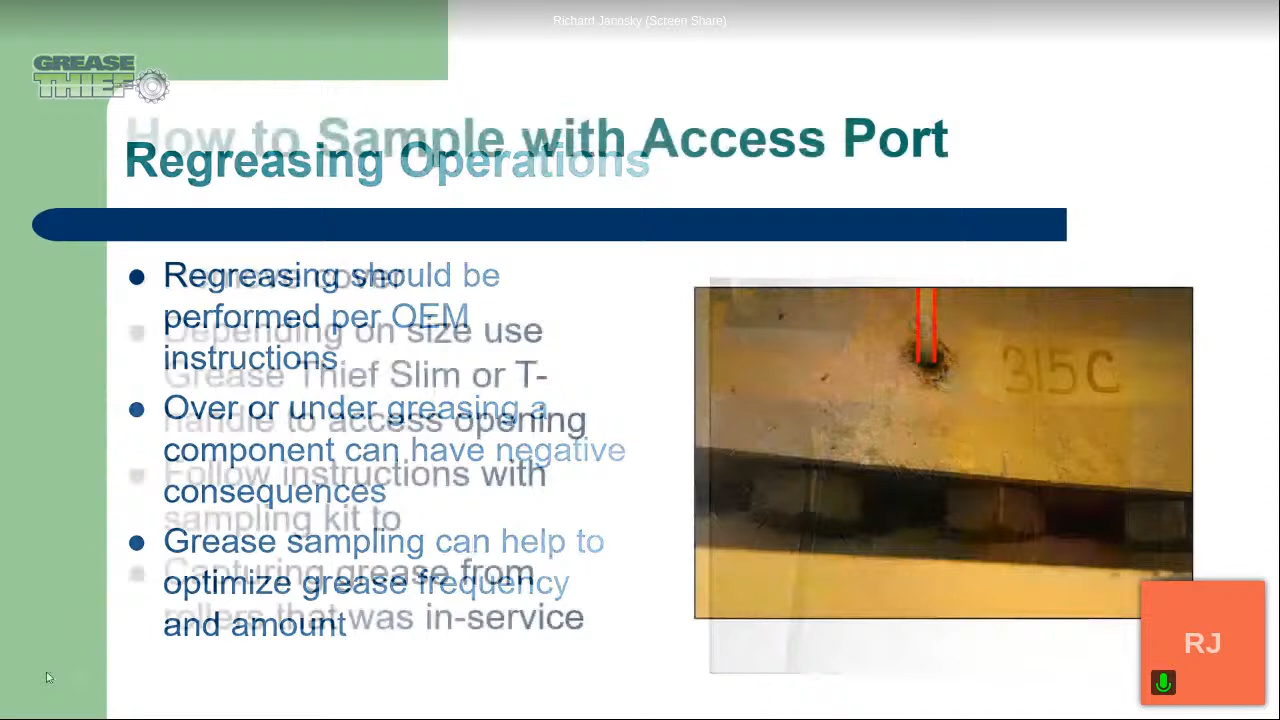 Richard Janosky (Screen Share)
GREASE
THIEF
How to Sample with Access Port
Regreasing Operations
Regreasing should be
performed per OEM
instructions
Over or under greasing a
component can have negative
consequences
Grease sampling can help to
optimize grease frequency
and amount
Remove cover
Depending on size use
Grease Thief Slim or T-
handle to access opening
Follow instructions with
sampling kit to
Capturing grease from
rollers that was in-service
315C
RJ